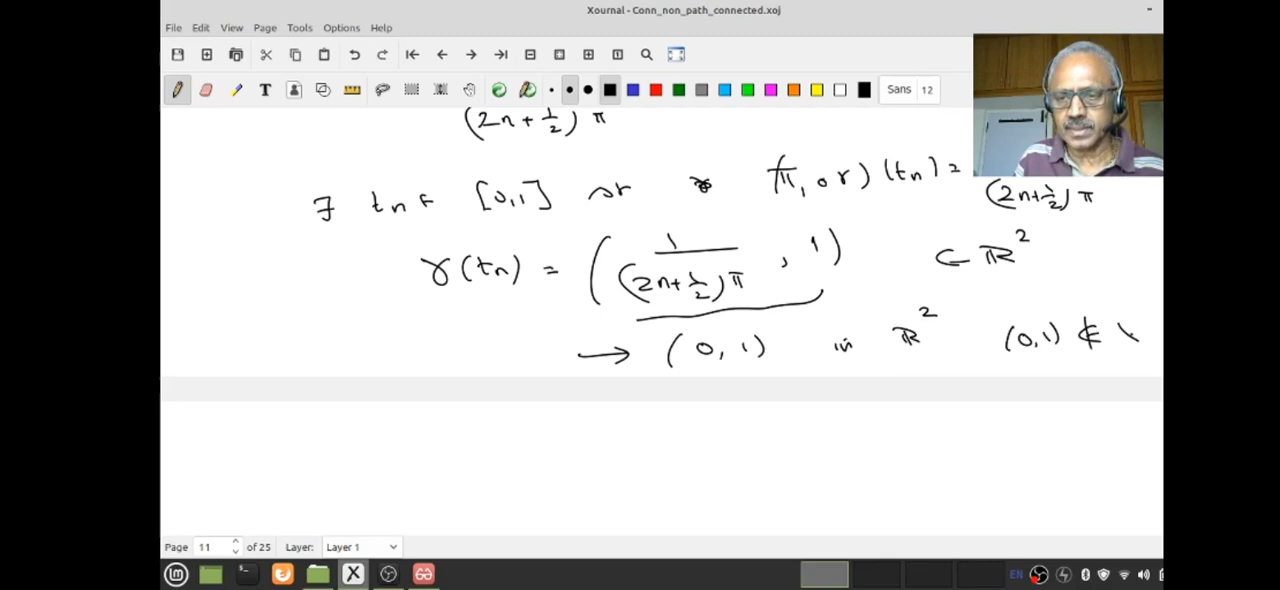 Xournal - Conn_non_path_connected.xoj
File Edit View Page Tools Options Help
Sans 12
(2n + 1/2) π
∃ tn ∈ [0,1] st (π1 o γ) (tn) = 
(2n+1/2) π
γ(tn) = ( 1/(2n+1/2)π , 1 ) ⊂ ℝ²
→ (0, 1) in ℝ² (0,1) ∉
Page 11 of 25 Layer: Layer 1
EN